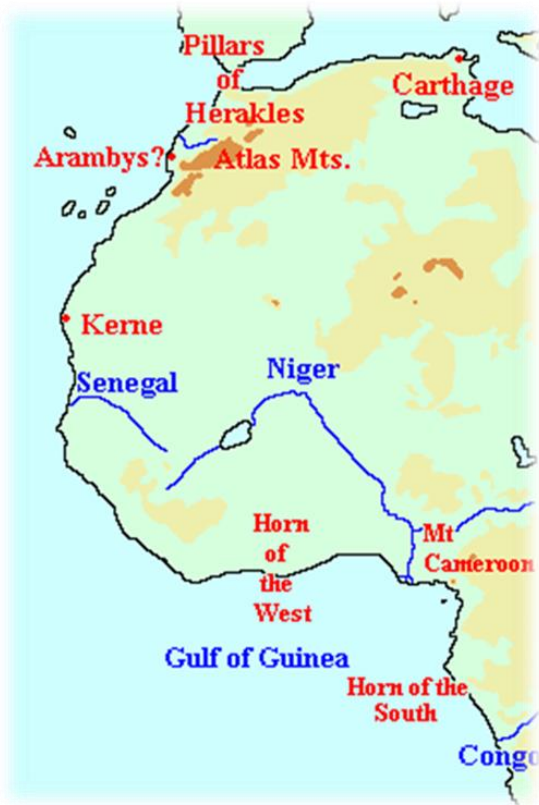 Pillars
of
Herakles
Carthage
Arambys?
Atlas Mts.
Kerne
Senegal
Niger
Horn
of
the
West
Mt
Cameroon
Gulf of Guinea
Horn of the
South
Congo